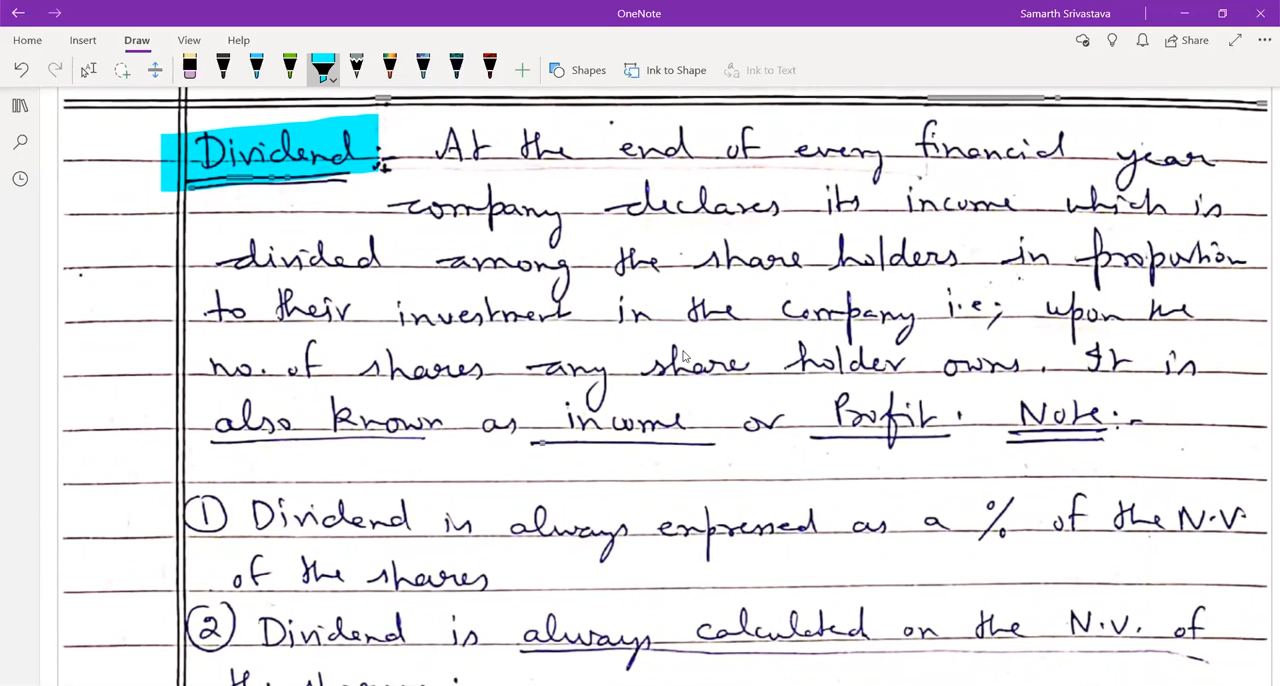 OneNote
Samarth Srivastava
Home Insert Draw View Help
Share
Shapes Ink to Shape Ink to Text
Dividend :- At the end of every financial year
company declares its income which is
divided among the share holders in proportion
to their investment in the company i.e; upon the
no. of shares any share holder owns. It is
also known as income or Profit. Note:-
① Dividend is always expressed as a % of the N.V.
of the shares
② Dividend is always calculated on the N.V. of
the shares